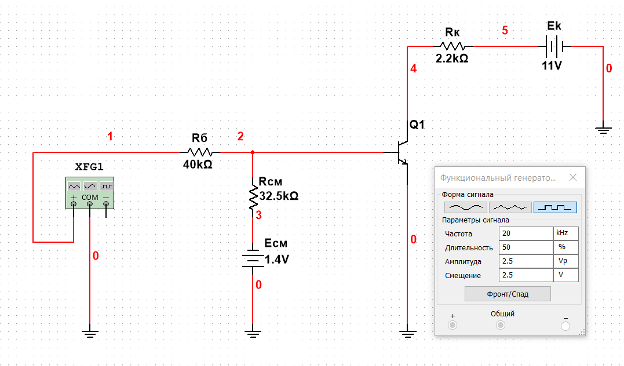 Rк
2.2kΩ
5
Ek
11V
4
0
Q1
1
Rб
40kΩ
2
XFG1
+ COM −
Rсм
32.5kΩ
3
Eсм
1.4V
0
0
0
Функциональный генерато...
Форма сигнала
Параметры сигнала
Частота 20 kHz
Длительность 50 %
Амплитуда 2.5 Vp
Смещение 2.5 V
Фронт/Спад
+ Общий −